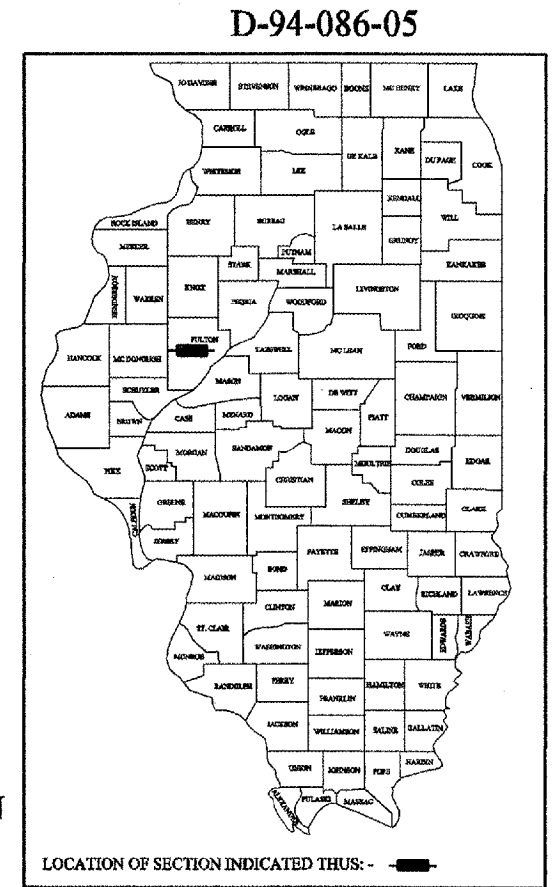 D-94-086-05
JO DAVIESS STEVENSON WINNEBAGO BOONE MC HENRY LAKE
CARROLL OGLE
DE KALB KANE DU PAGE COOK
WHITESIDE LEE
KENDALL WILL
ROCK ISLAND HENRY BUREAU LA SALLE GRUNDY
MERCER PUTNAM KANKAKEE
STARK MARSHALL
HENDERSON WARREN KNOX PEORIA WOODFORD LIVINGSTON IROQUOIS
FULTON FORD
HANCOCK MC DONOUGH TAZEWELL MC LEAN
MASON
SCHUYLER LOGAN DE WITT CHAMPAIGN VERMILION
ADAMS BROWN CASS MENARD PIATT
MACON
MORGAN SANGAMON DOUGLAS EDGAR
PIKE SCOTT MOULTRIE
CHRISTIAN COLES
GREENE MACOUPIN SHELBY CLARK
CALHOUN MONTGOMERY CUMBERLAND
JERSEY
FAYETTE EFFINGHAM JASPER CRAWFORD
BOND
MADISON CLAY RICHLAND LAWRENCE
CLINTON MARION
ST. CLAIR WAYNE EDWARDS WABASH
WASHINGTON JEFFERSON
MONROE
RANDOLPH PERRY HAMILTON WHITE
FRANKLIN
JACKSON WILLIAMSON SALINE GALLATIN
HARDIN
UNION JOHNSON POPE
ALEXANDER PULASKI MASSAC
LOCATION OF SECTION INDICATED THUS: -